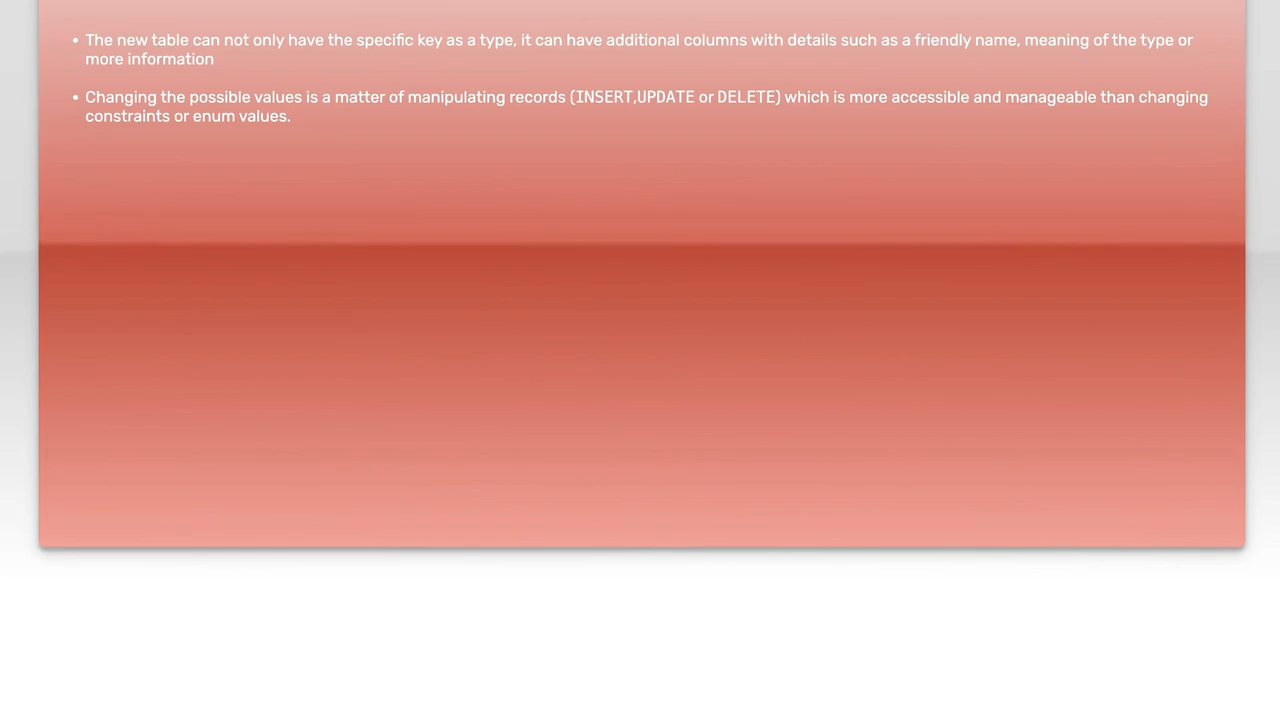 • The new table can not only have the specific key as a type, it can have additional columns with details such as a friendly name, meaning of the type or
more information
• Changing the possible values is a matter of manipulating records (INSERT,UPDATE or DELETE) which is more accessible and manageable than changing
constraints or enum values.